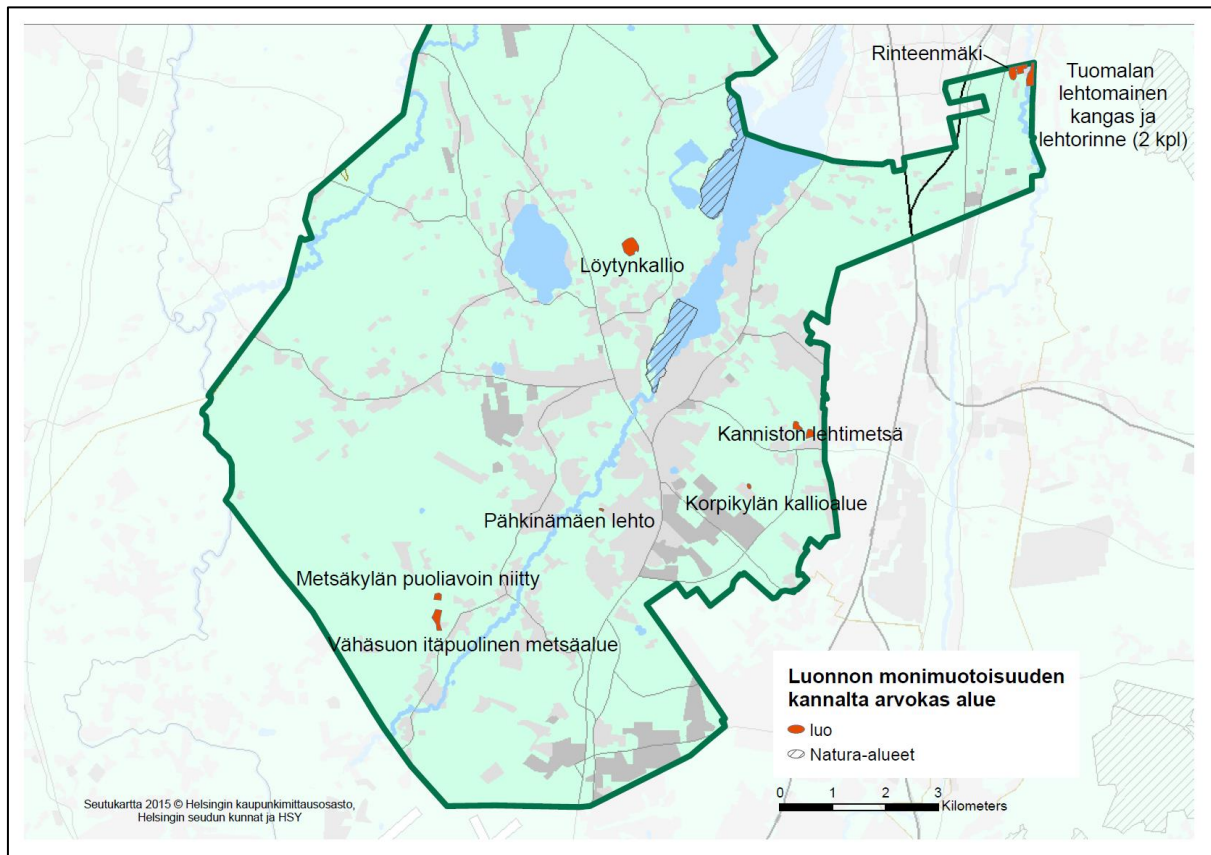 Rinteenmäki
Tuomalan
lehtomainen
kangas ja
lehtorinne (2 kpl)
Löytynkallio
Kanniston lehtimetsä
Korpikylän kallioalue
Pähkinämäen lehto
Metsäkylän puoliavoin niitty
Vähäsuon itäpuolinen metsäalue
Luonnon monimuotoisuuden
kannalta arvokas alue
luo
Natura-alueet
0 1 2 3
Kilometers
Seutukartta 2015 © Helsingin kaupunkimittausosasto,
Helsingin seudun kunnat ja HSY